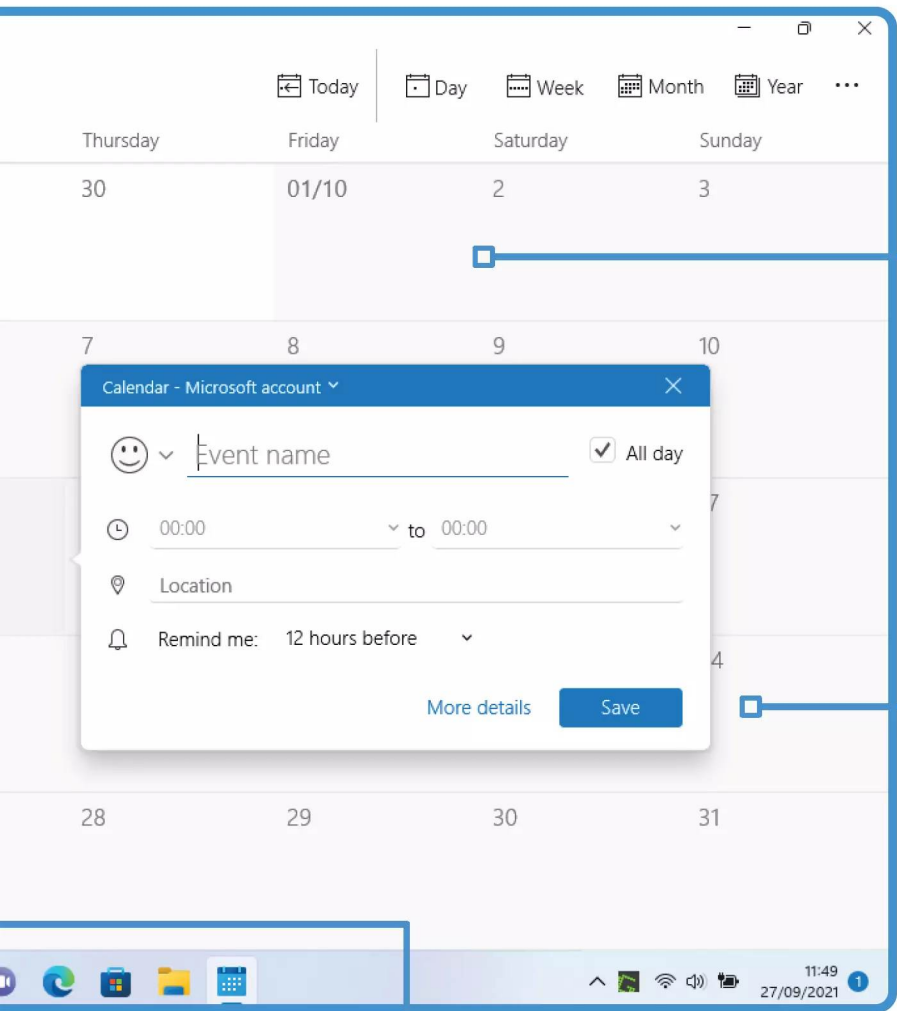 Today Day Week Month Year ...
Thursday Friday Saturday Sunday
30 01/10 2 3
7 8 9 10
Calendar - Microsoft account
Event name All day
7
00:00 to 00:00
Location
Remind me: 12 hours before
4
More details Save
28 29 30 31
11:49
27/09/2021 1